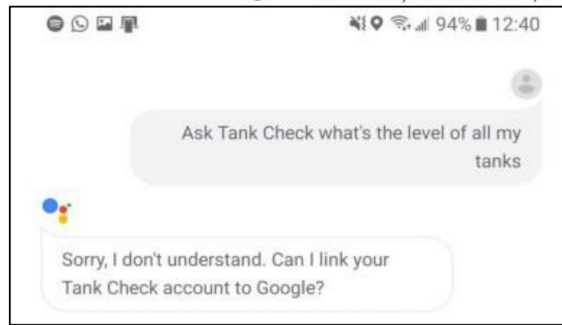 94% 12:40
Ask Tank Check what's the level of all my
tanks
Sorry, I don't understand. Can I link your
Tank Check account to Google?